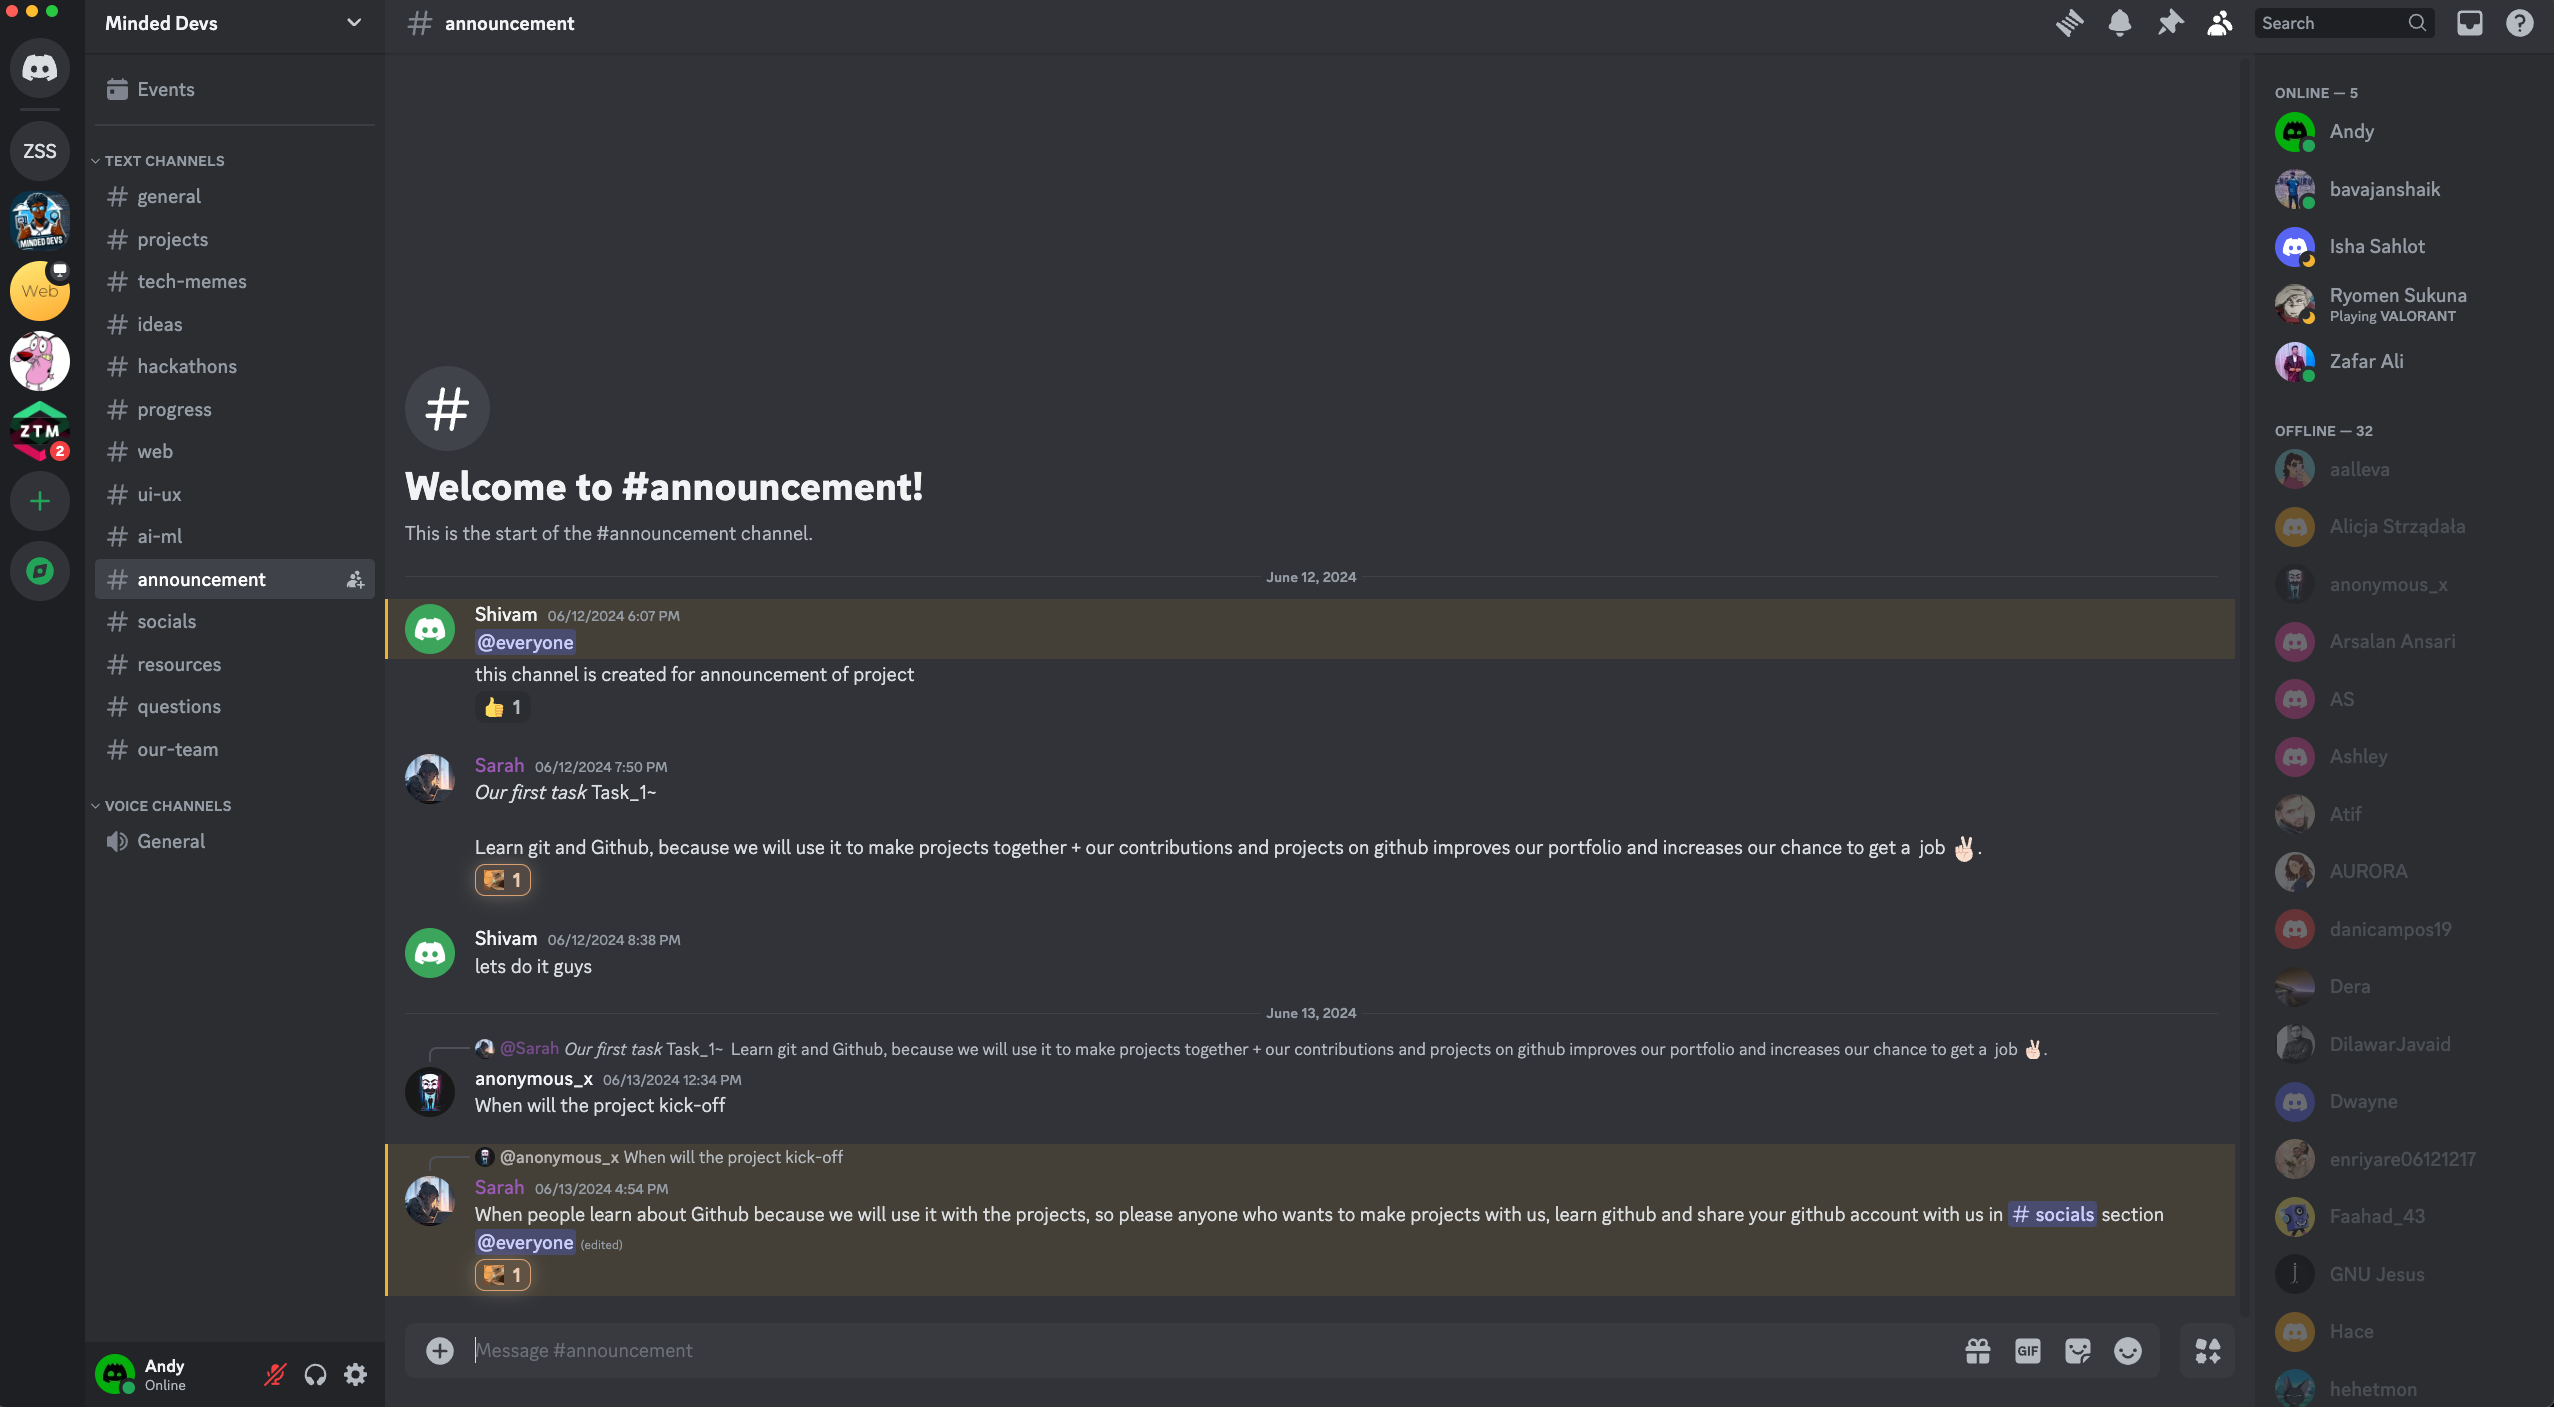 Minded Devs
# announcement
Search
ZSS
MINDED DEVS
Web
ZTM
2
Events
TEXT CHANNELS
# general
# projects
# tech-memes
# ideas
# hackathons
# progress
# web
# ui-ux
# ai-ml
# announcement
# socials
# resources
# questions
# our-team
VOICE CHANNELS
General
Andy
Online
#
Welcome to #announcement!
This is the start of the #announcement channel.
June 12, 2024
Shivam 06/12/2024 6:07 PM
@everyone
this channel is created for announcement of project
👍 1
Sarah 06/12/2024 7:50 PM
Our first task Task_1~
Learn git and Github, because we will use it to make projects together + our contributions and projects on github improves our portfolio and increases our chance to get a job ✌🏻.
1
Shivam 06/12/2024 8:38 PM
lets do it guys
June 13, 2024
@Sarah Our first task Task_1~ Learn git and Github, because we will use it to make projects together + our contributions and projects on github improves our portfolio and increases our chance to get a job ✌🏻.
anonymous_x 06/13/2024 12:34 PM
When will the project kick-off
@anonymous_x When will the project kick-off
Sarah 06/13/2024 4:54 PM
When people learn about Github because we will use it with the projects, so please anyone who wants to make projects with us, learn github and share your github account with us in # socials section
@everyone (edited)
1
Message #announcement
GIF
ONLINE — 5
Andy
bavajanshaik
Isha Sahlot
Ryomen Sukuna
Playing VALORANT
Zafar Ali
OFFLINE — 32
aalleva
Alicja Strządała
anonymous_x
Arsalan Ansari
AS
Ashley
Atif
AURORA
danicampos19
Dera
DilawarJavaid
Dwayne
enriyare06121217
Faahad_43
GNU Jesus
Hace
hehetmon